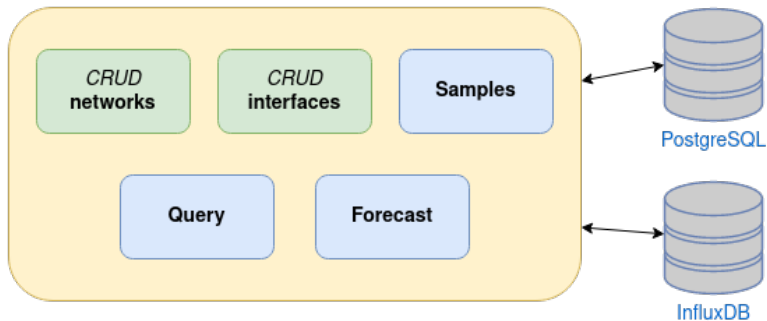 CRUD
networks
CRUD
interfaces
Samples
PostgreSQL
Query
Forecast
InfluxDB